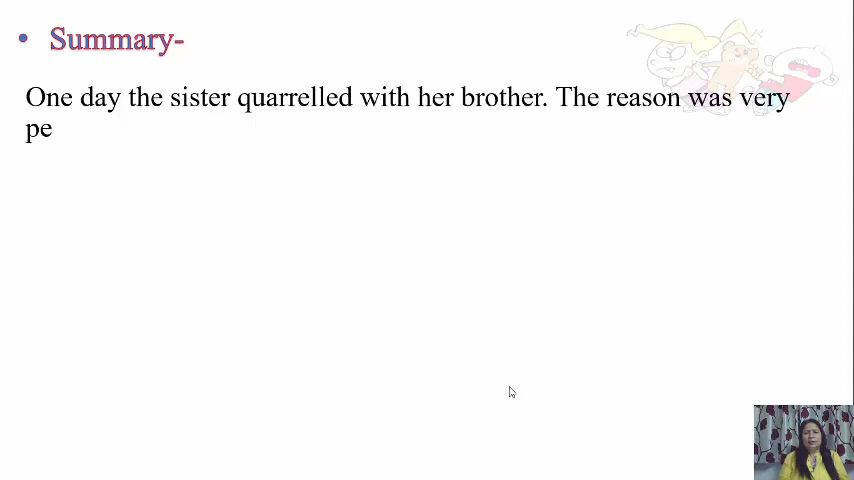 • Summary-
One day the sister quarrelled with her brother. The reason was very
pe